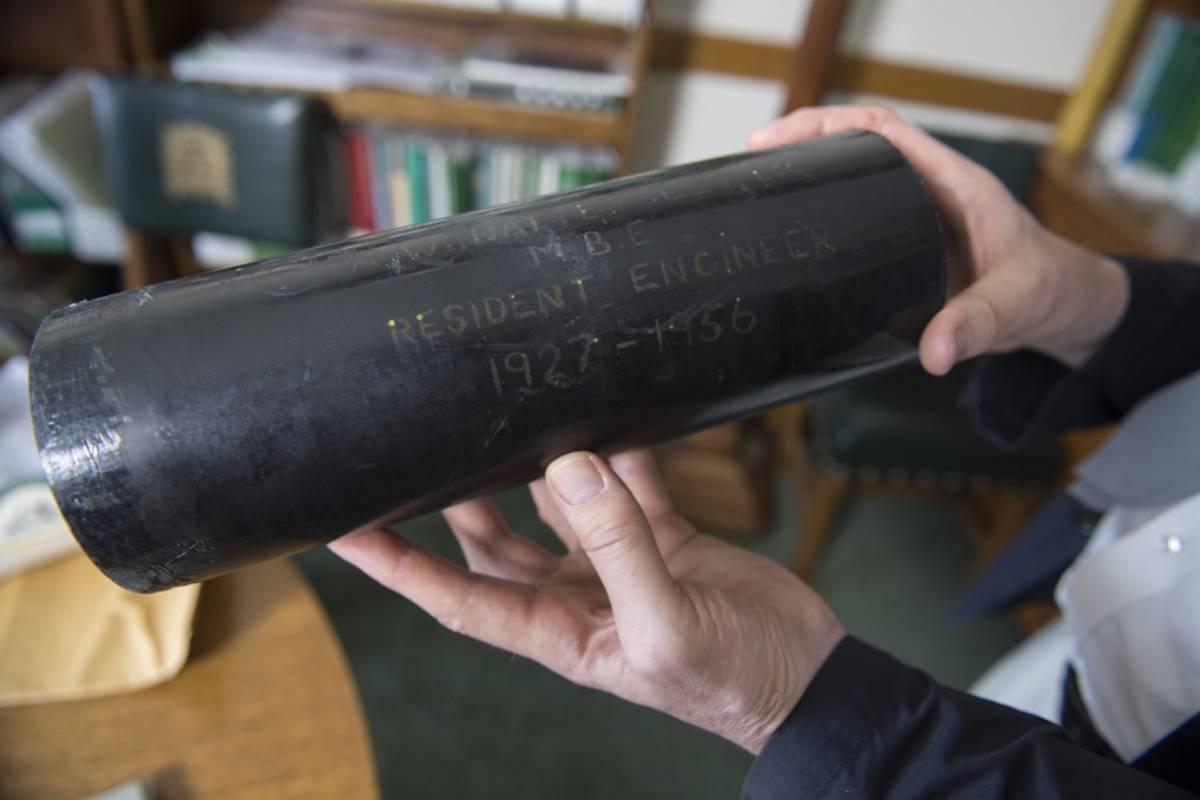 M.B.E
RESIDENT ENGINEER
1927-1956